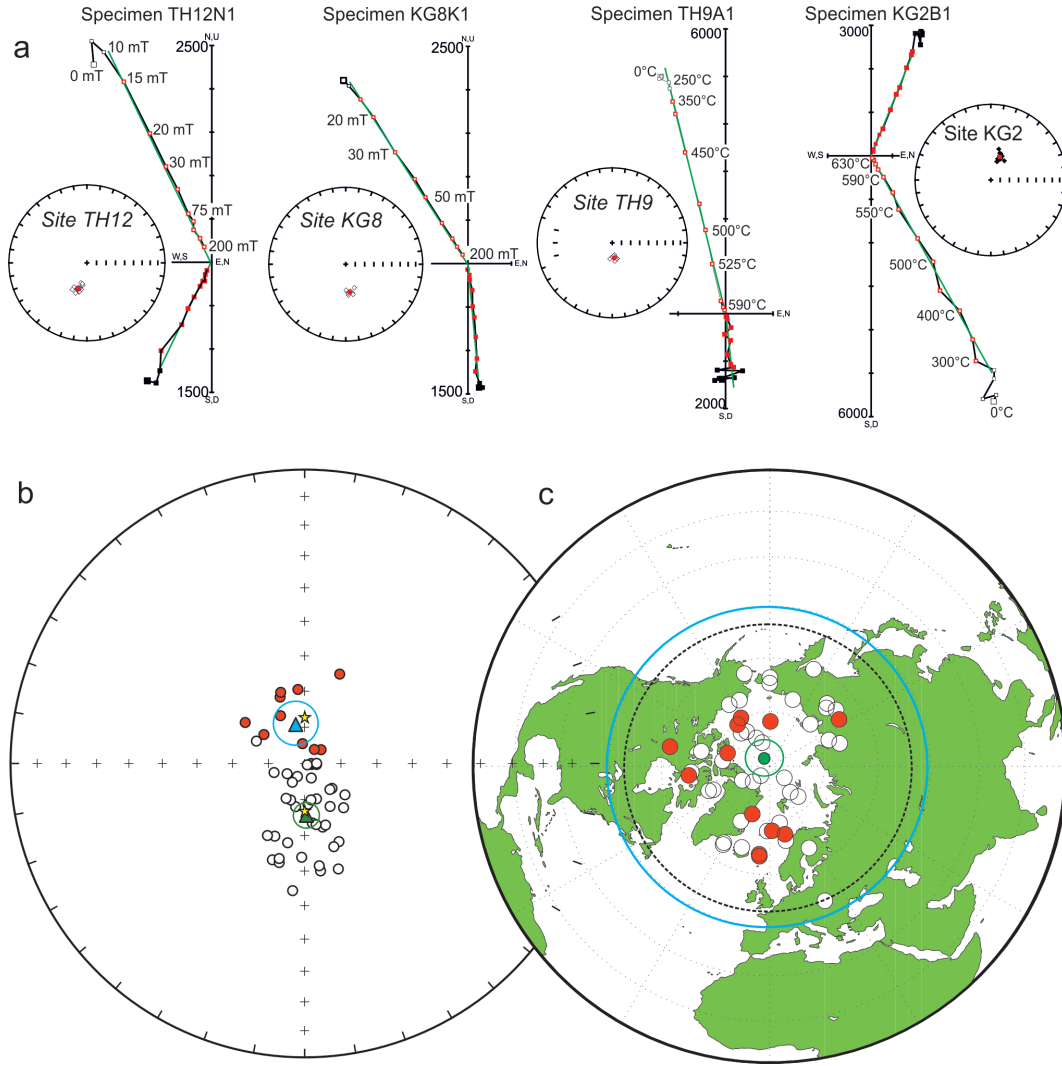 Specimen TH12N1
Specimen KG8K1
Specimen TH9A1
Specimen KG2B1
a
2500
N,U
10 mT
0 mT
15 mT
20 mT
30 mT
75 mT
200 mT
W,S
E,N
Site TH12
1500
S,D
2500
20 mT
30 mT
50 mT
200 mT
E,N
Site KG8
1500
S,D
6000
0°C
250°C
350°C
450°C
500°C
525°C
590°C
E,N
Site TH9
2000
S,D
3000
W,S
E,N
630°C
590°C
550°C
500°C
400°C
300°C
0°C
Site KG2
6000
S,D
b
c